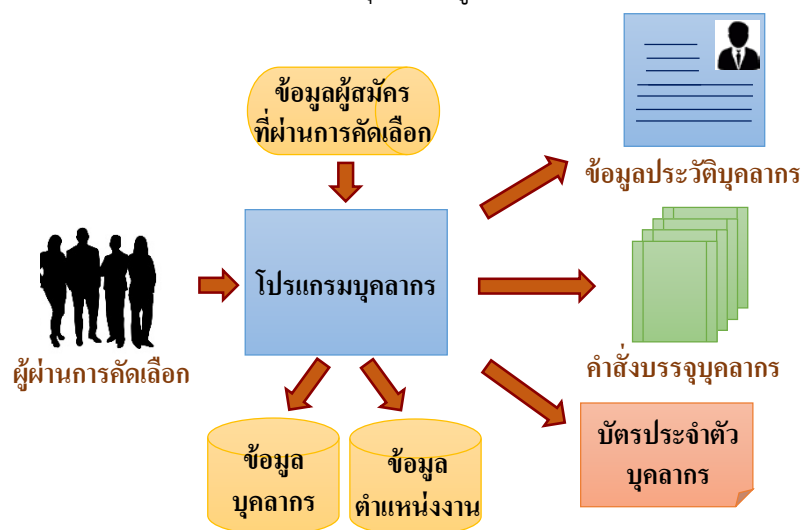 ข้อมูลผู้สมัคร
ที่ผ่านการคัดเลือก
ข้อมูลประวัติบุคลากร
โปรแกรมบุคลากร
ผู้ผ่านการคัดเลือก
คำสั่งบรรจุบุคลากร
ข้อมูล
บุคลากร
ข้อมูล
ตำแหน่งงาน
บัตรประจำตัว
บุคลากร